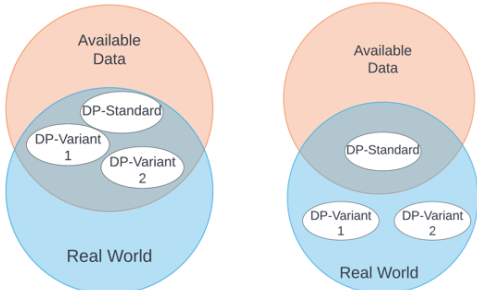 Available
Data
DP-Standard
DP-Variant
1
DP-Variant
2
Real World
Available
Data
DP-Standard
DP-Variant
1
DP-Variant
2
Real World